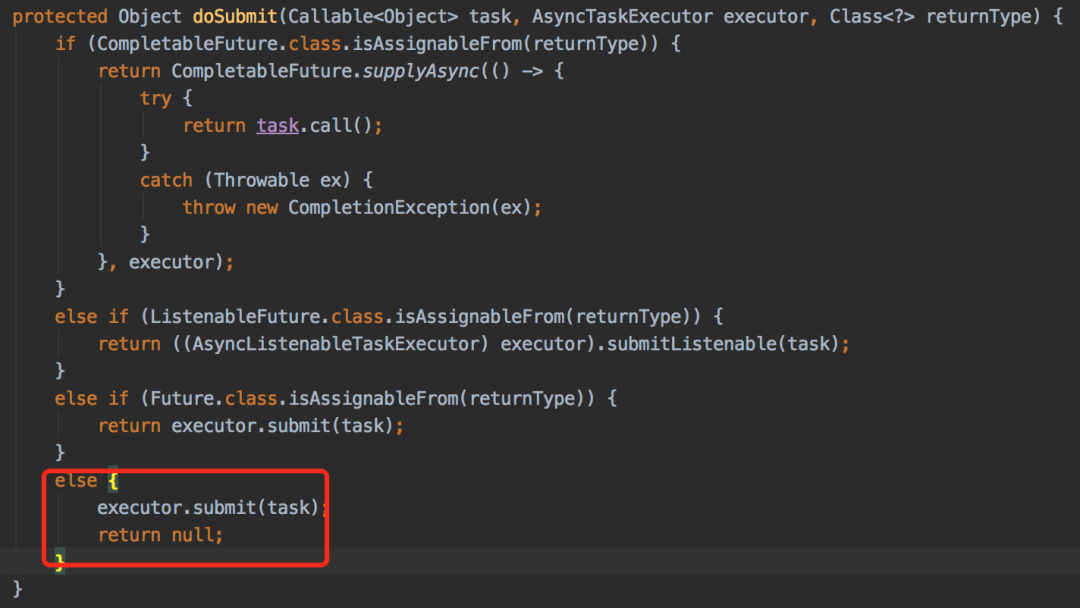 protected Object doSubmit(Callable<Object> task, AsyncTaskExecutor executor, Class<?> returnType) {
if (CompletableFuture.class.isAssignableFrom(returnType)) {
return CompletableFuture.supplyAsync(() -> {
try {
return task.call();
}
catch (Throwable ex) {
throw new CompletionException(ex);
}
}, executor);
}
else if (ListenableFuture.class.isAssignableFrom(returnType)) {
return ((AsyncListenableTaskExecutor) executor).submitListenable(task);
}
else if (Future.class.isAssignableFrom(returnType)) {
return executor.submit(task);
}
else {
executor.submit(task);
return null;
}
}